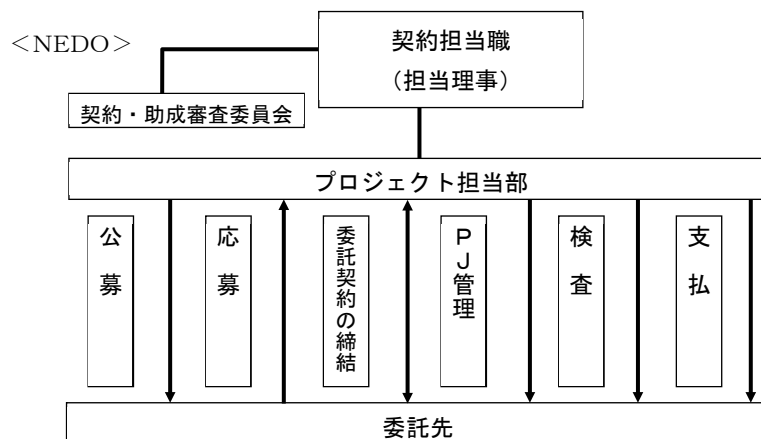 ＜NEDO＞
契約担当職
（担当理事）
契約・助成審査委員会
プロジェクト担当部
公募
応募
委託契約の締結
ＰＪ管理
検査
支払
委託先